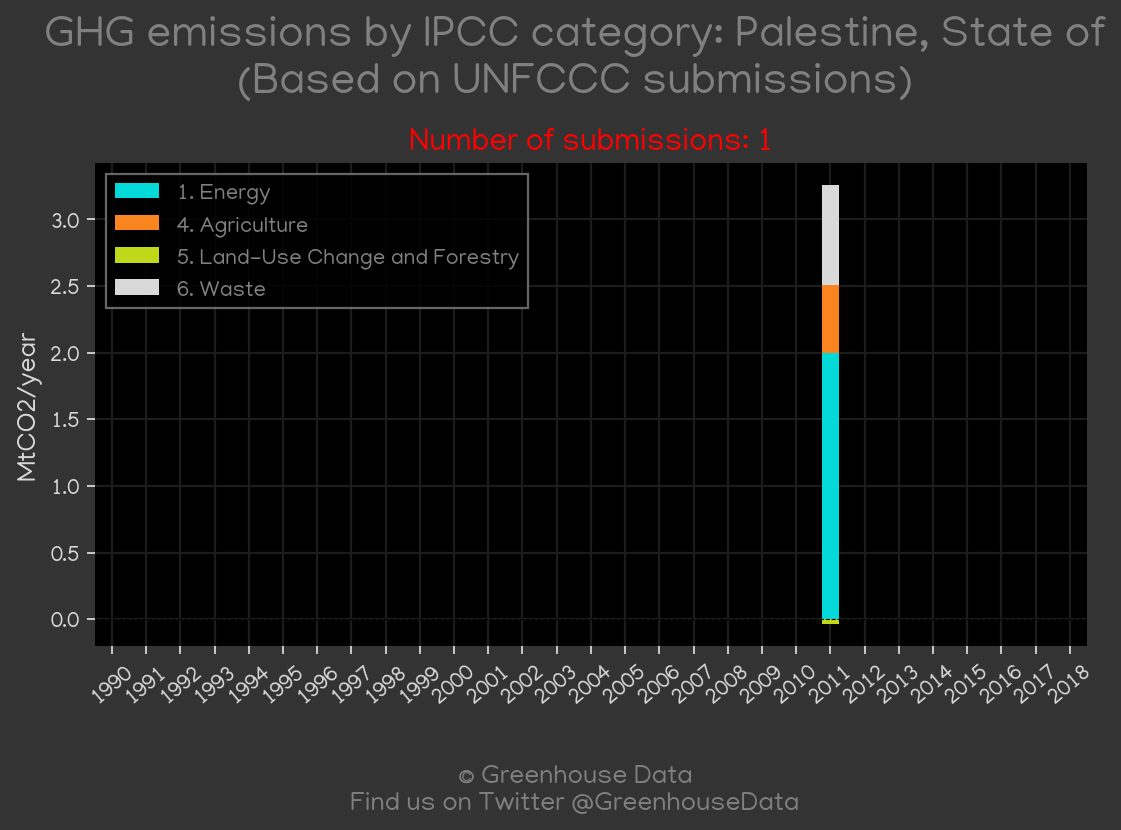 GHG emissions by IPCC category: Palestine, State of
(Based on UNFCCC submissions)
Number of submissions: 1
1. Energy
4. Agriculture
5. Land-Use Change and Forestry
6. Waste
MtCO2/year
3.0
2.5
2.0
1.5
1.0
0.5
0.0
1990 1991 1992 1993 1994 1995 1996 1997 1998 1999 2000 2001 2002 2003 2004 2005 2006 2007 2008 2009 2010 2011 2012 2013 2014 2015 2016 2017 2018
© Greenhouse Data
Find us on Twitter @GreenhouseData